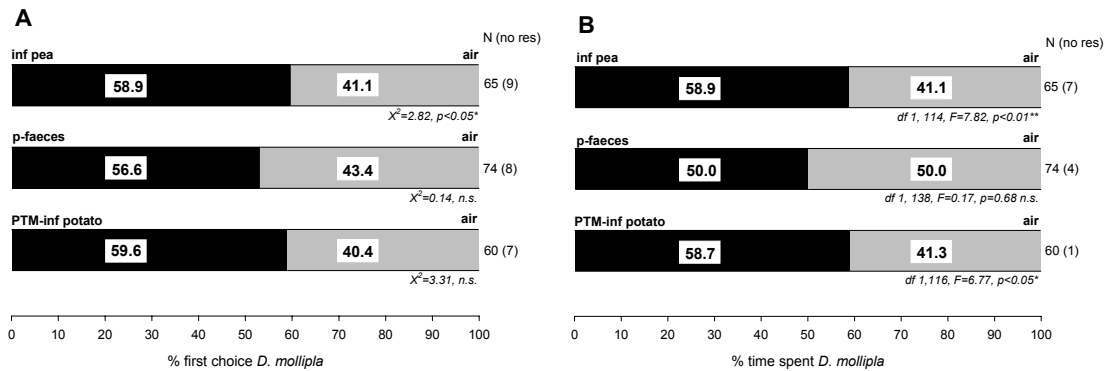 A
N (no res)
inf pea air
58.9 41.1 65 (9)
X²=2.82, p<0.05*
p-faeces air
56.6 43.4 74 (8)
X²=0.14, n.s.
PTM-inf potato air
59.6 40.4 60 (7)
X²=3.31, n.s.
0 10 20 30 40 50 60 70 80 90 100
% first choice D. mollipla
B
N (no res)
inf pea air
58.9 41.1 65 (7)
df 1, 114, F=7.82, p<0.01**
p-faeces air
50.0 50.0 74 (4)
df 1, 138, F=0.17, p=0.68 n.s.
PTM-inf potato air
58.7 41.3 60 (1)
df 1,116, F=6.77, p<0.05*
0 10 20 30 40 50 60 70 80 90 100
% time spent D. mollipla